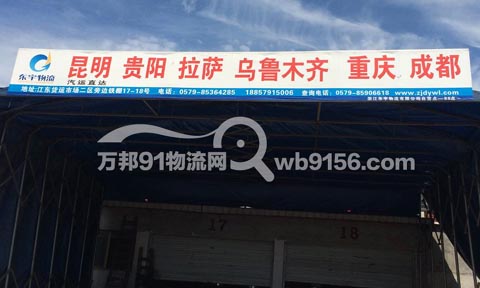 东宇物流
昆明 贵阳 拉萨 乌鲁木齐 重庆 成都
汽运直达
地址:江东货运市场二区旁边铁棚17-18号 电话:0579-85364285 18857915006 查询电话:0579-85906618 www.zjdywl.com
万邦91物流网 wb9156.com
17
18